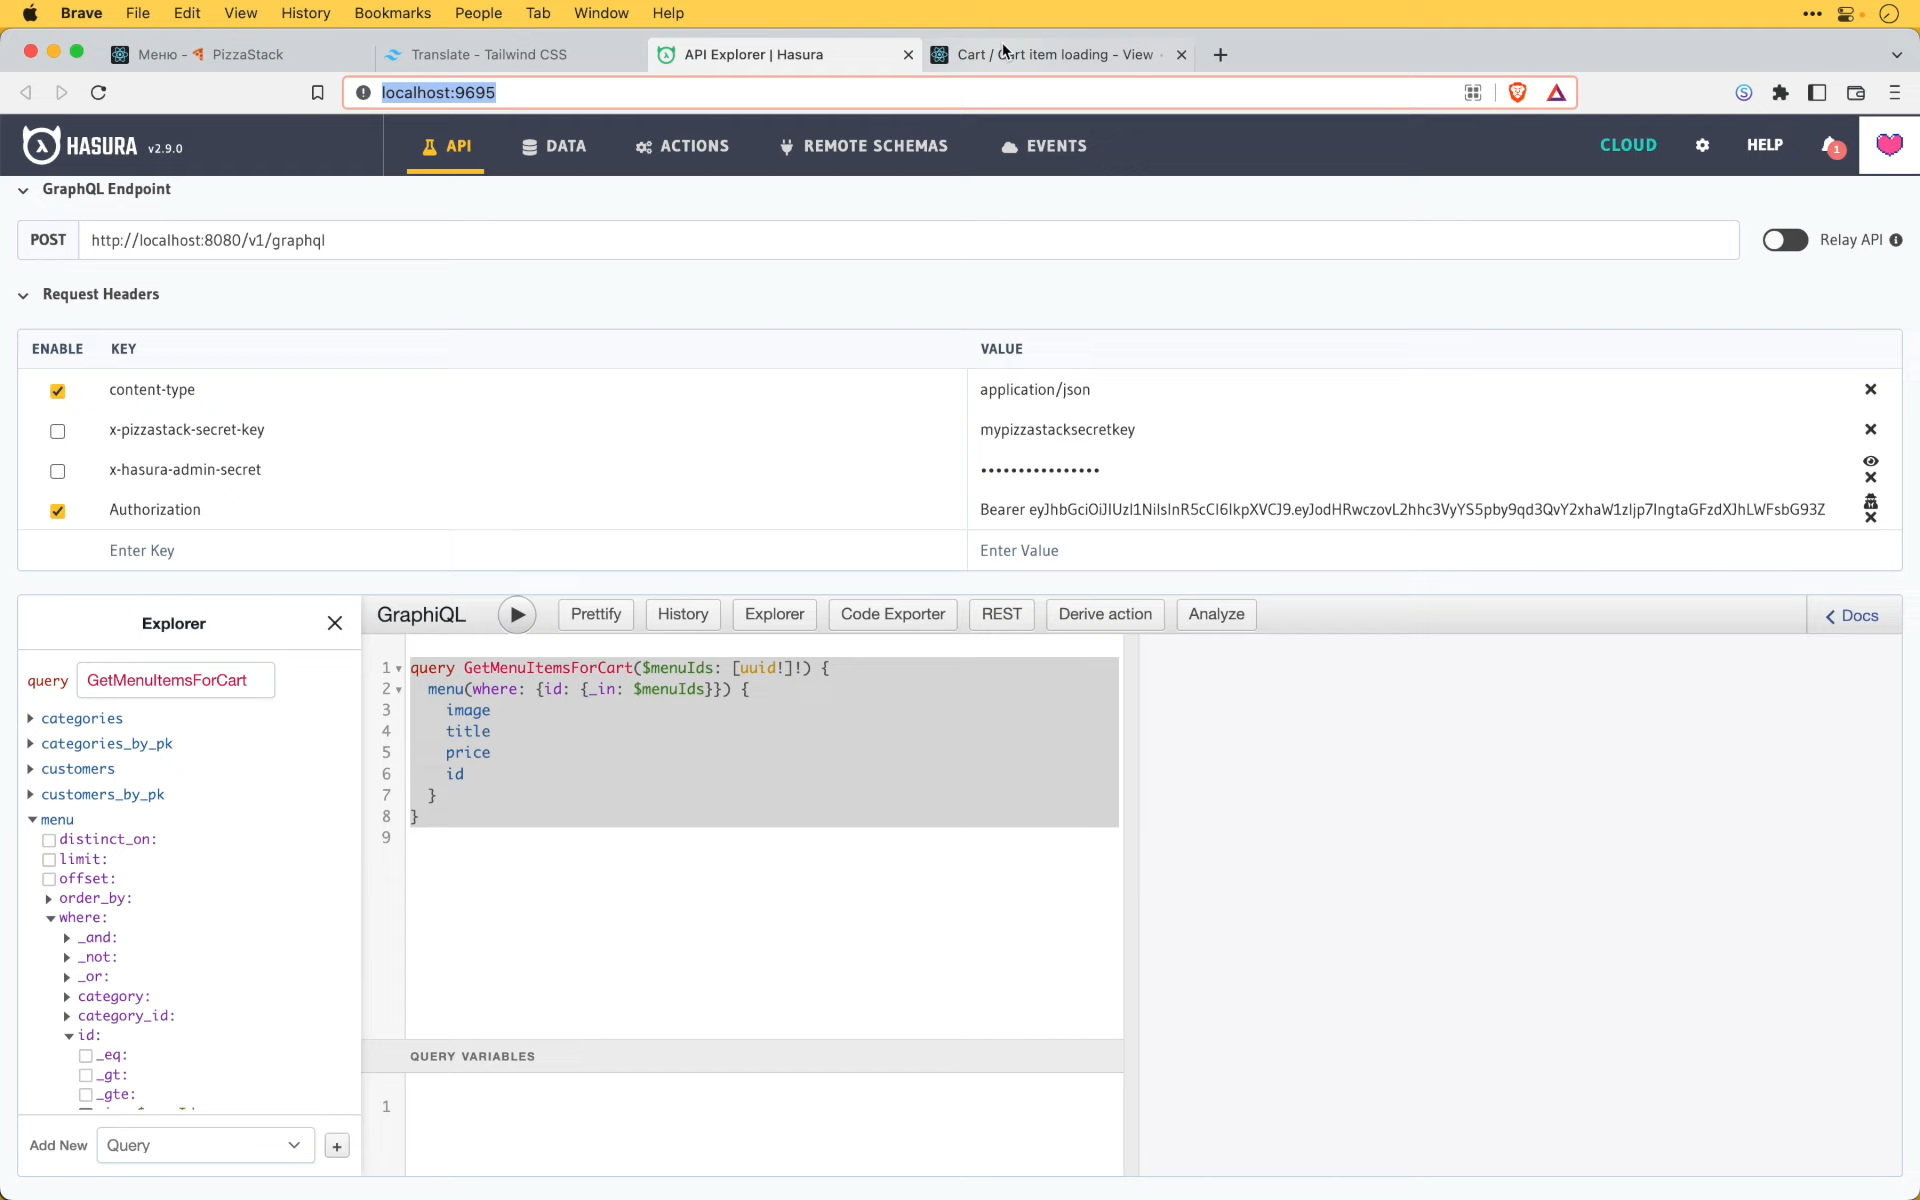 Brave File Edit View History Bookmarks People Tab Window Help
Меню - PizzaStack
Translate - Tailwind CSS
API Explorer | Hasura
Cart / Cart item loading - View
localhost:9695
HASURA v2.9.0
API
DATA
ACTIONS
REMOTE SCHEMAS
EVENTS
CLOUD
HELP
1
GraphQL Endpoint
POST http://localhost:8080/v1/graphql
Relay API
Request Headers
ENABLE KEY VALUE
content-type application/json
x-pizzastack-secret-key mypizzastacksecretkey
x-hasura-admin-secret ••••••••••••••••
Authorization Bearer
Enter Key Enter Value
Explorer
GraphiQL Prettify History Explorer Code Exporter REST Derive action Analyze Docs
query GetMenuItemsForCart
categories
categories_by_pk
customers
customers_by_pk
menu
distinct_on:
limit:
offset:
order_by:
where:
_and:
_not:
_or:
category:
category_id:
id:
_eq:
_gt:
_gte:
Add New Query +
1 query GetMenuItemsForCart($menuIds: [uuid!]!) {
2 menu(where: {id: {_in: $menuIds}}) {
3 image
4 title
5 price
6 id
7 }
8 }
9
QUERY VARIABLES
1